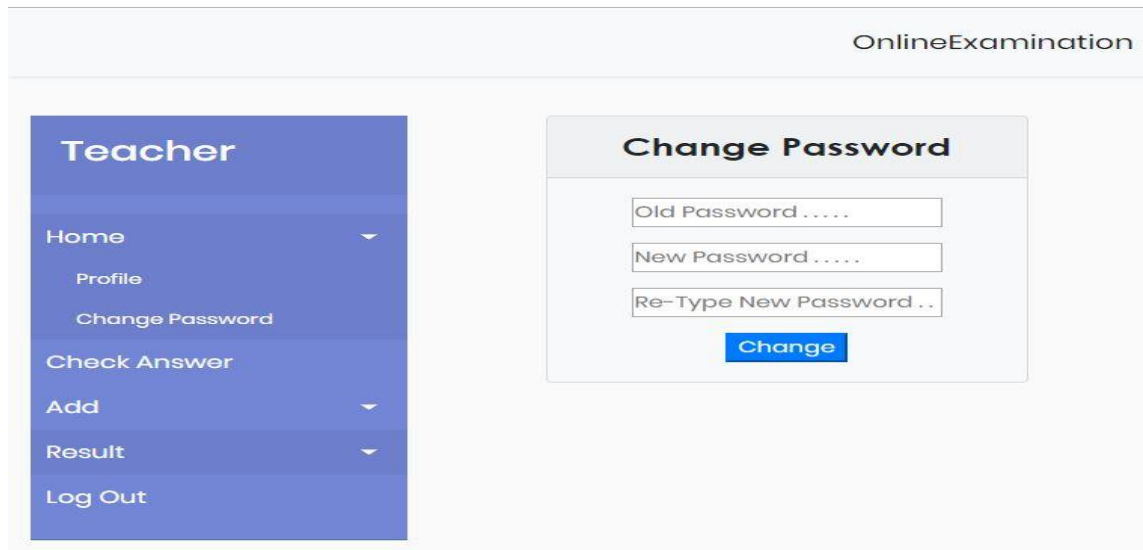 OnlineExamination
Teacher
Home
Profile
Change Password
Check Answer
Add
Result
Log Out
Change Password
Old Password .....
New Password .....
Re-Type New Password ..
Change